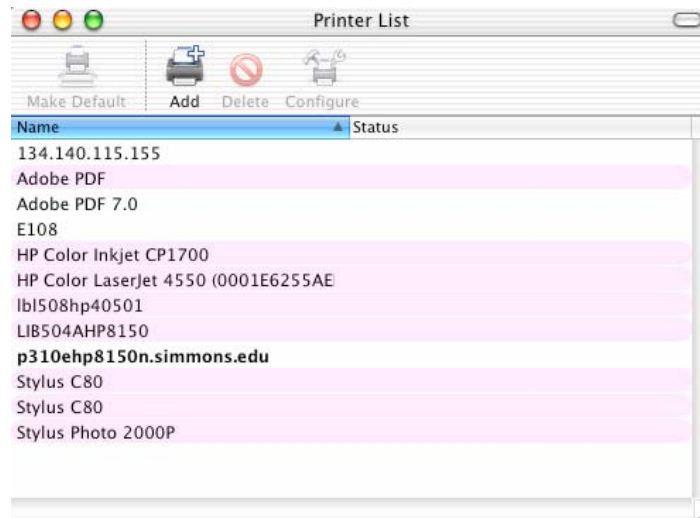 Printer List
Make Default Add Delete Configure
Name Status
134.140.115.155
Adobe PDF
Adobe PDF 7.0
E108
HP Color Inkjet CP1700
HP Color LaserJet 4550 (0001E6255AE
lbl508hp40501
LIB504AHP8150
p310ehp8150n.simmons.edu
Stylus C80
Stylus C80
Stylus Photo 2000P